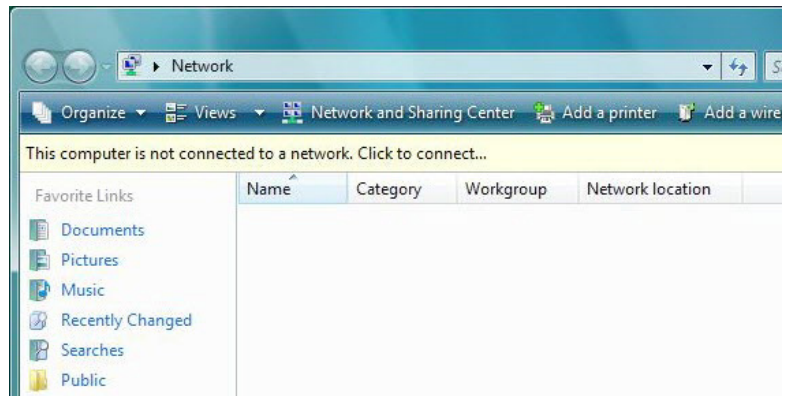 Network
Organize Views Network and Sharing Center Add a printer Add a wire
This computer is not connected to a network. Click to connect...
Favorite Links Name Category Workgroup Network location
Documents
Pictures
Music
Recently Changed
Searches
Public